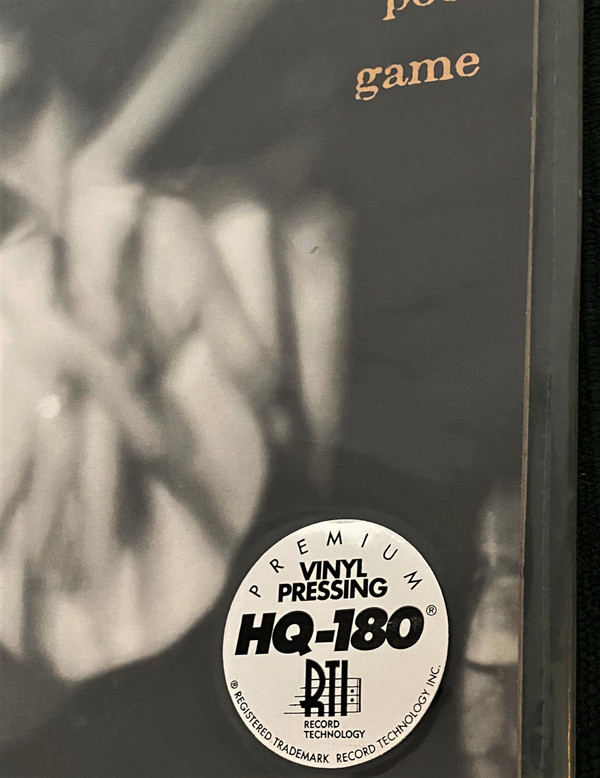 game
PREMIUM
VINYL
PRESSING
HQ-180®
RTI
RECORD
TECHNOLOGY
® REGISTERED TRADEMARK RECORD TECHNOLOGY INC.